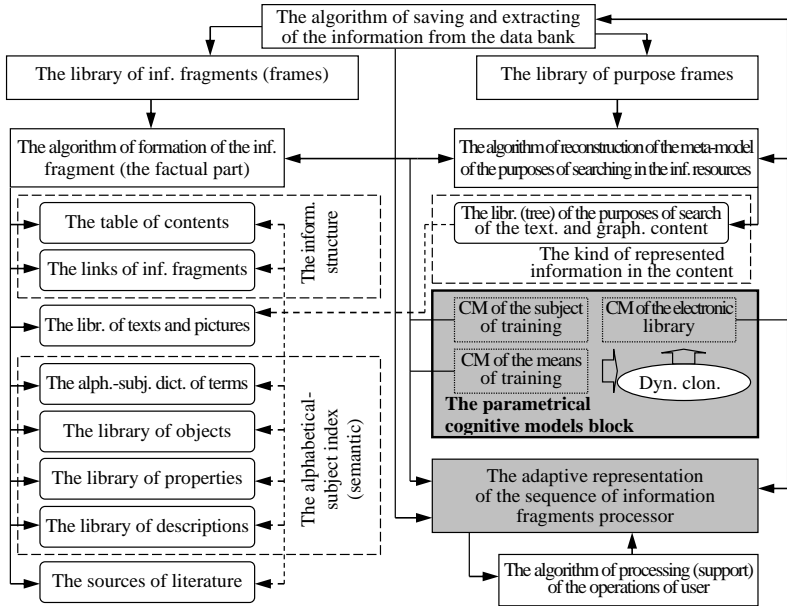 The algorithm of saving and extracting
of the information from the data bank
The library of inf. fragments (frames)
The library of purpose frames
The algorithm of formation of the inf.
fragment (the factual part)
The algorithm of reconstruction of the meta-model
of the purposes of searching in the inf. resources
The table of contents
The links of inf. fragments
The inform.
structure
The libr. (tree) of the purposes of search
of the text. and graph. content
The kind of represented
information in the content
The libr. of texts and pictures
CM of the subject
of training
CM of the electronic
library
CM of the means
of training
Dyn. clon.
The parametrical
cognitive models block
The alph.-subj. dict. of terms
The library of objects
The library of properties
The library of descriptions
The alphabetical-
subject index
(semantic)
The sources of literature
The adaptive representation
of the sequence of information
fragments processor
The algorithm of processing (support)
of the operations of user